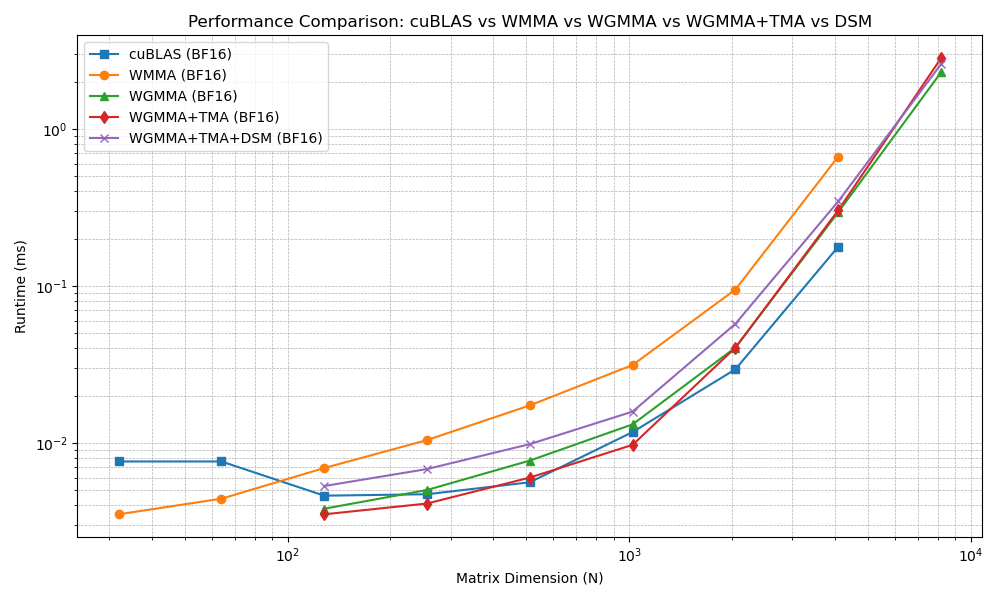 Performance Comparison: cuBLAS vs WMMA vs WGMMA vs WGMMA+TMA vs DSM
cuBLAS (BF16)
WMMA (BF16)
WGMMA (BF16)
WGMMA+TMA (BF16)
WGMMA+TMA+DSM (BF16)
Runtime (ms)
10⁰
10⁻¹
10⁻²
10²
10³
10⁴
Matrix Dimension (N)